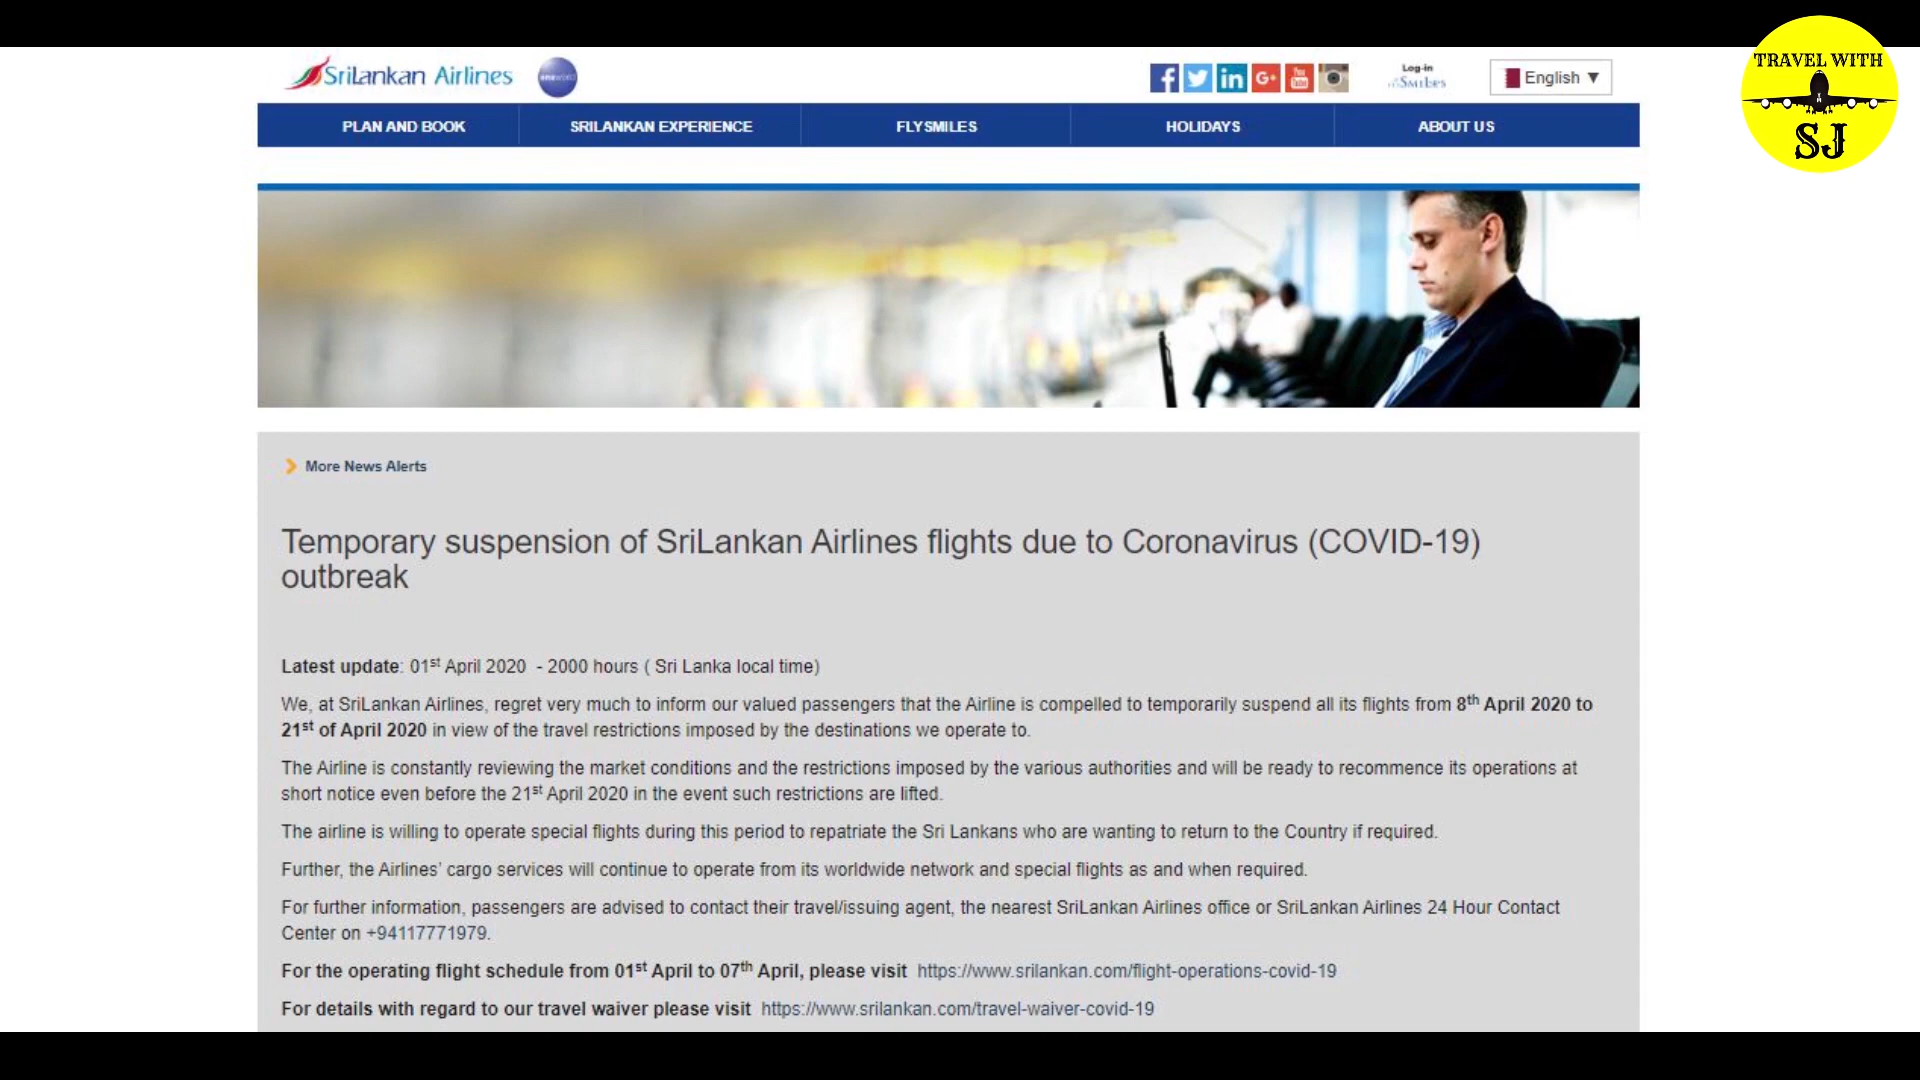 SriLankan Airlines
oneworld
Log-in
English ▼
TRAVEL WITH
SJ
PLAN AND BOOK
SRILANKAN EXPERIENCE
FLYSMILES
HOLIDAYS
ABOUT US
More News Alerts
Temporary suspension of SriLankan Airlines flights due to Coronavirus (COVID-19)
outbreak
Latest update: 01st April 2020 - 2000 hours ( Sri Lanka local time)
We, at SriLankan Airlines, regret very much to inform our valued passengers that the Airline is compelled to temporarily suspend all its flights from 8th April 2020 to
21st of April 2020 in view of the travel restrictions imposed by the destinations we operate to.
The Airline is constantly reviewing the market conditions and the restrictions imposed by the various authorities and will be ready to recommence its operations at
short notice even before the 21st April 2020 in the event such restrictions are lifted.
The airline is willing to operate special flights during this period to repatriate the Sri Lankans who are wanting to return to the Country if required.
Further, the Airlines' cargo services will continue to operate from its worldwide network and special flights as and when required.
For further information, passengers are advised to contact their travel/issuing agent, the nearest SriLankan Airlines office or SriLankan Airlines 24 Hour Contact
Center on +94117771979.
For the operating flight schedule from 01st April to 07th April, please visit https://www.srilankan.com/flight-operations-covid-19
For details with regard to our travel waiver please visit https://www.srilankan.com/travel-waiver-covid-19